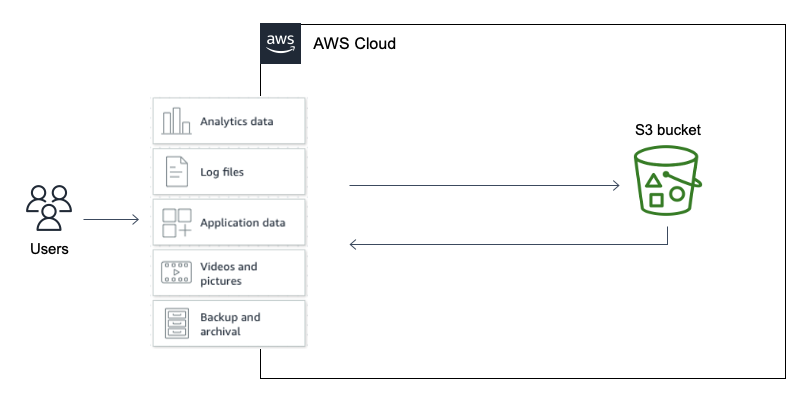 aws
AWS Cloud
Analytics data
S3 bucket
Log files
Application data
Users
Videos and
pictures
Backup and
archival